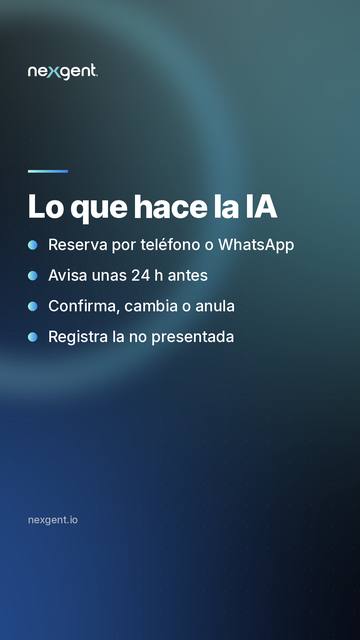 nexgent.
Lo que hace la IA
Reserva por teléfono o WhatsApp
Avisa unas 24 h antes
Confirma, cambia o anula
Registra la no presentada
nexgent.io